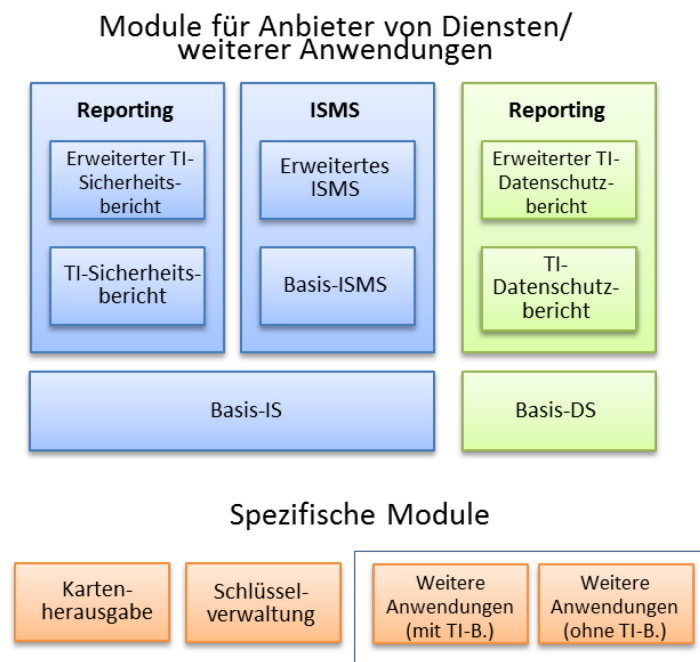 Module für Anbieter von Diensten/
weiterer Anwendungen
Reporting
Erweiterter TI-
Sicherheits-
bericht
TI-Sicherheits-
bericht
ISMS
Erweitertes
ISMS
Basis-ISMS
Reporting
Erweiterter TI-
Datenschutz-
bericht
TI-
Datenschutz-
bericht
Basis-IS
Basis-DS
Spezifische Module
Karten-
herausgabe
Schlüssel-
verwaltung
Weitere
Anwendungen
(mit TI-B.)
Weitere
Anwendungen
(ohne TI-B.)